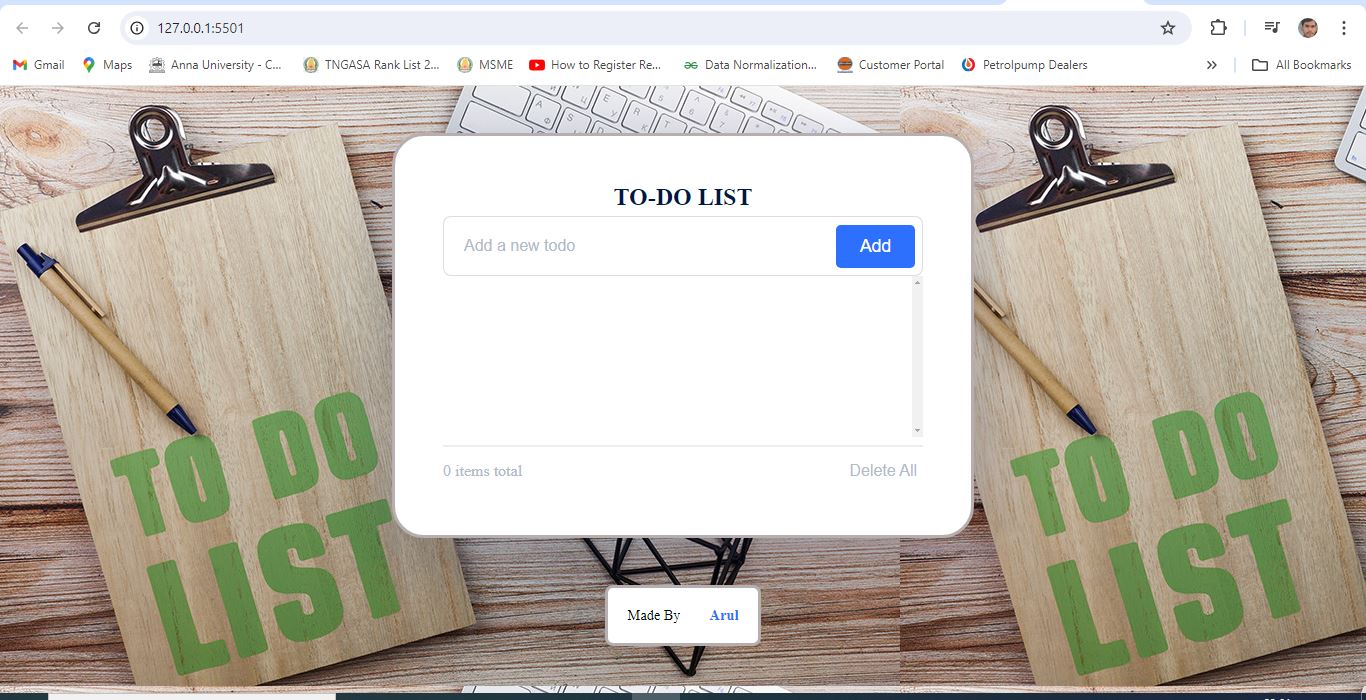 127.0.0.1:5501
Gmail
Maps
Anna University - C...
TNGASA Rank List 2...
MSME
How to Register Re...
Data Normalization...
Customer Portal
Petrolpump Dealers
All Bookmarks
TO-DO LIST
Add a new todo
Add
0 items total
Delete All
TO DO
LIST
TO DO
LIST
Made By Arul